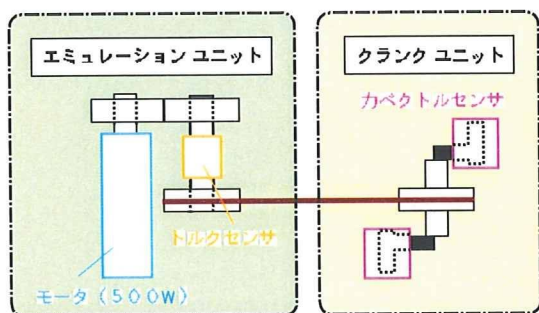 エミュレーション ユニット
クランク ユニット
力ベクトルセンサ
トルクセンサ
モータ（５００Ｗ）